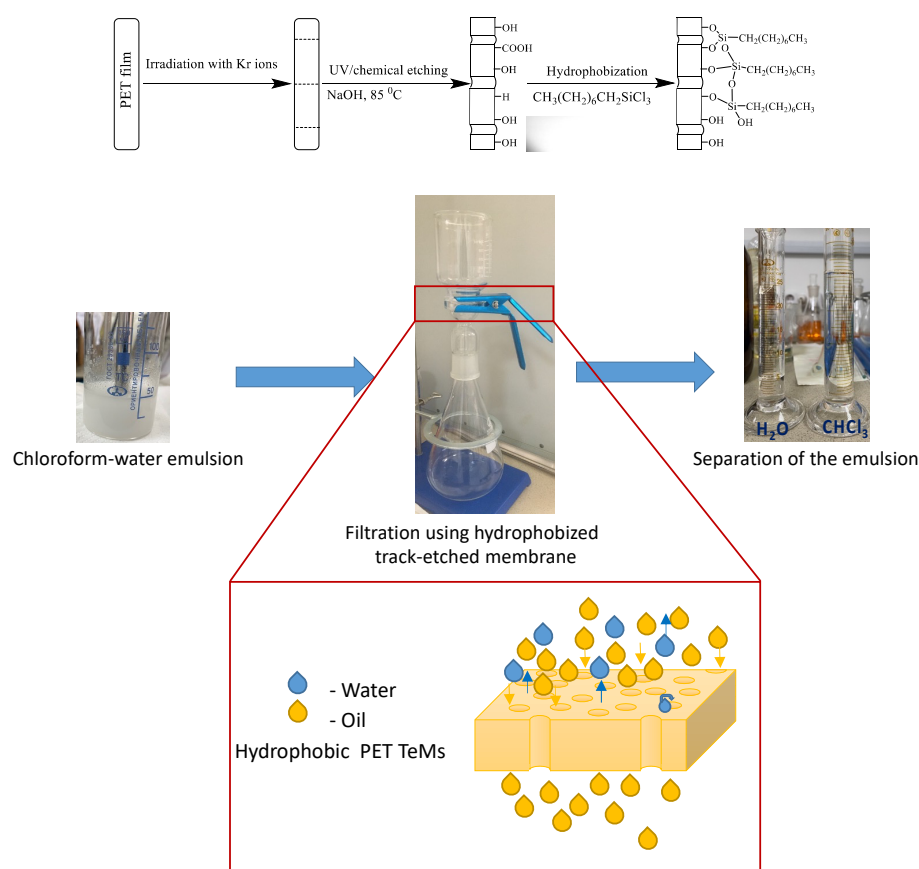 PET film
Irradiation with Kr ions
UV/chemical etching
NaOH, 85 ⁰C
OH
COOH
OH
H
OH
OH
Hydrophobization
CH3(CH2)6CH2SiCl3
O
Si
CH2(CH2)6CH3
O
O
O
Si
CH2(CH2)6CH3
O
O
Si
CH2(CH2)6CH3
OH
OH
OH
Chloroform-water emulsion
H2O
CHCl3
Separation of the emulsion
Filtration using hydrophobized
track-etched membrane
- Water
- Oil
Hydrophobic PET TeMs